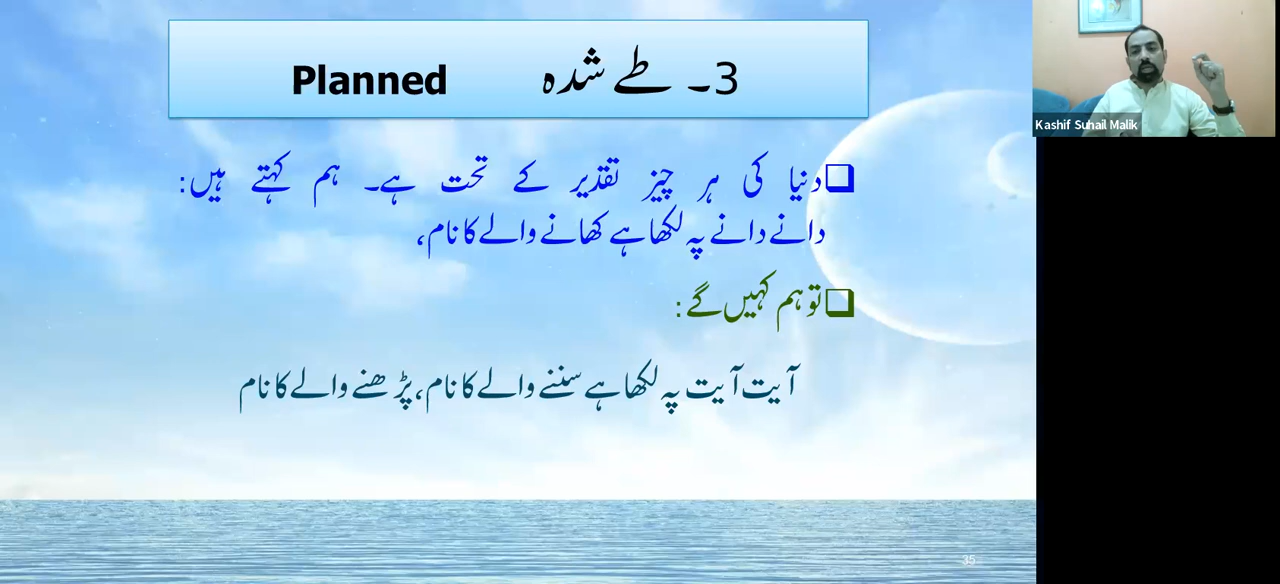 3۔ طے شدہ Planned
Kashif Suhail Malik
❑دنیا کی ہر چیز تقدیر کے تحت ہے۔ ہم کہتے ہیں:
دانے دانے پہ لکھا ہے کھانے والے کا نام،
❑تو ہم کہیں گے:
آیت آیت پہ لکھا ہے سننے والے کا نام، پڑھنے والے کا نام
35